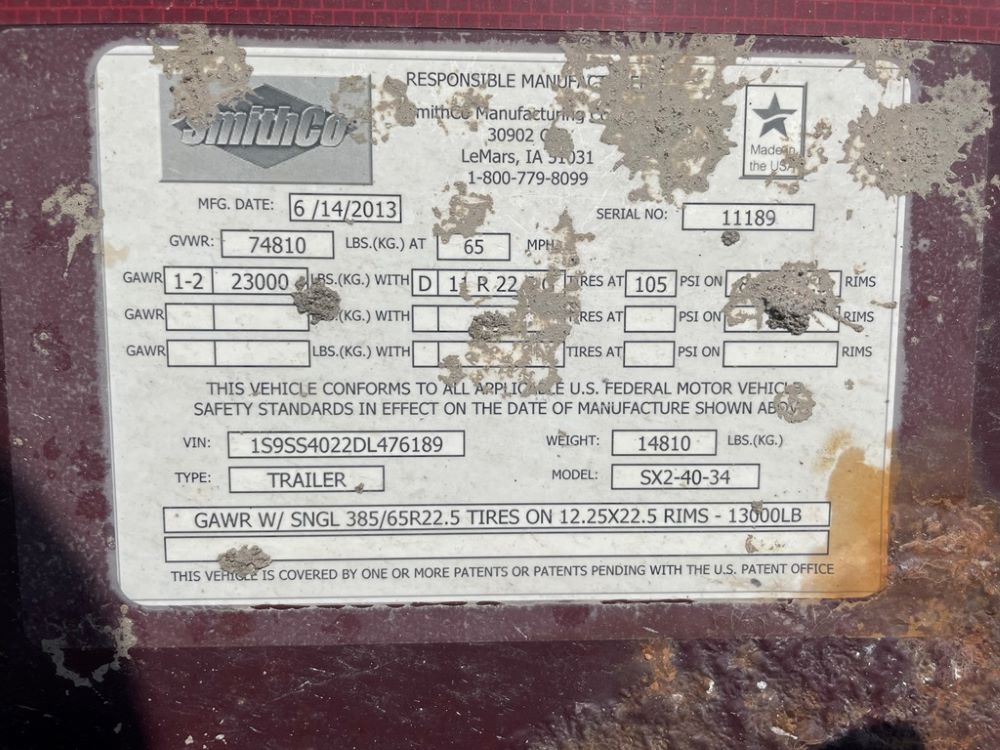 SmithCo
RESPONSIBLE
SmithCo Manufacturing
30902
LeMars, IA 51031
1-800-779-8099
Made in
the USA
MFG. DATE: 6 /14/2013
SERIAL NO: 11189
GVWR: 74810 LBS.(KG.) AT 65 MPH
GAWR 1-2 23000 LBS.(KG.) WITH D 11 R 22 TIRES AT 105 PSI ON RIMS
GAWR LBS.(KG.) WITH TIRES AT PSI ON RIMS
GAWR LBS.(KG.) WITH TIRES AT PSI ON RIMS
THIS VEHICLE CONFORMS TO ALL APPLICABLE U.S. FEDERAL MOTOR VEHICLE
SAFETY STANDARDS IN EFFECT ON THE DATE OF MANUFACTURE SHOWN ABOVE
VIN: 1S9SS4022DL476189 WEIGHT: 14810 LBS.(KG.)
TYPE: TRAILER MODEL: SX2-40-34
GAWR W/ SNGL 385/65R22.5 TIRES ON 12.25X22.5 RIMS - 13000LB
THIS VEHICLE IS COVERED BY ONE OR MORE PATENTS OR PATENTS PENDING WITH THE U.S. PATENT OFFICE